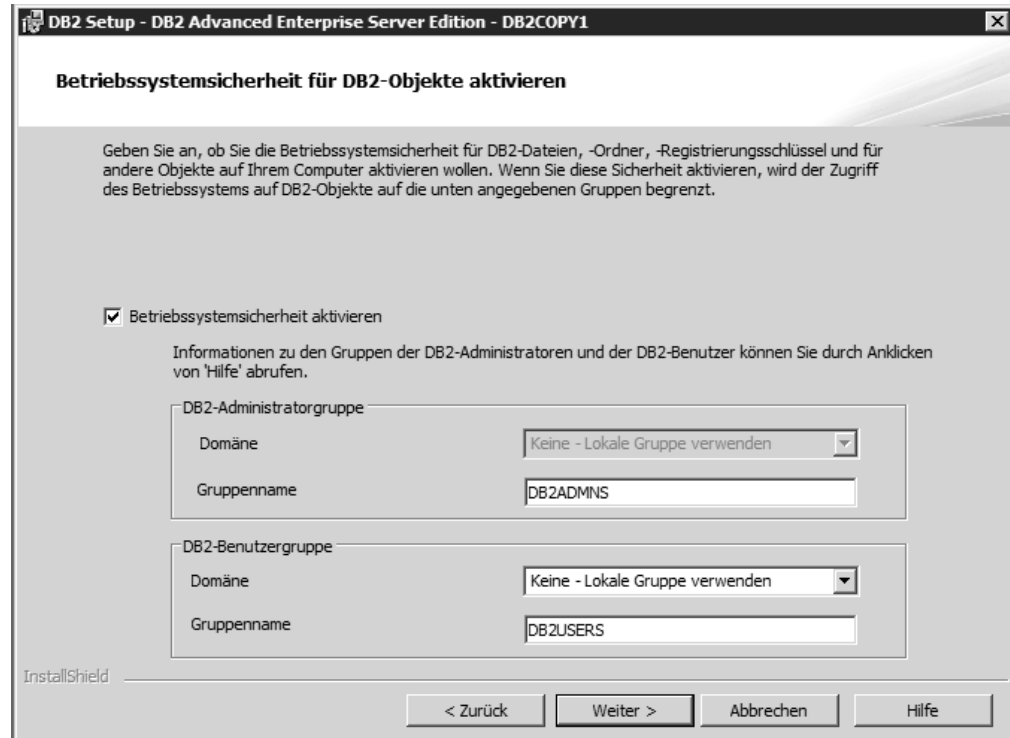 DB2 Setup - DB2 Advanced Enterprise Server Edition - DB2COPY1
Betriebssystemsicherheit für DB2-Objekte aktivieren
Geben Sie an, ob Sie die Betriebssystemsicherheit für DB2-Dateien, -Ordner, -Registrierungsschlüssel und für
andere Objekte auf Ihrem Computer aktivieren wollen. Wenn Sie diese Sicherheit aktivieren, wird der Zugriff
des Betriebssystems auf DB2-Objekte auf die unten angegebenen Gruppen begrenzt.
Betriebssystemsicherheit aktivieren
Informationen zu den Gruppen der DB2-Administratoren und der DB2-Benutzer können Sie durch Anklicken
von 'Hilfe' abrufen.
DB2-Administratorgruppe
Domäne Keine - Lokale Gruppe verwenden
Gruppenname DB2ADMNS
DB2-Benutzergruppe
Domäne Keine - Lokale Gruppe verwenden
Gruppenname DB2USERS
InstallShield
< Zurück Weiter > Abbrechen Hilfe